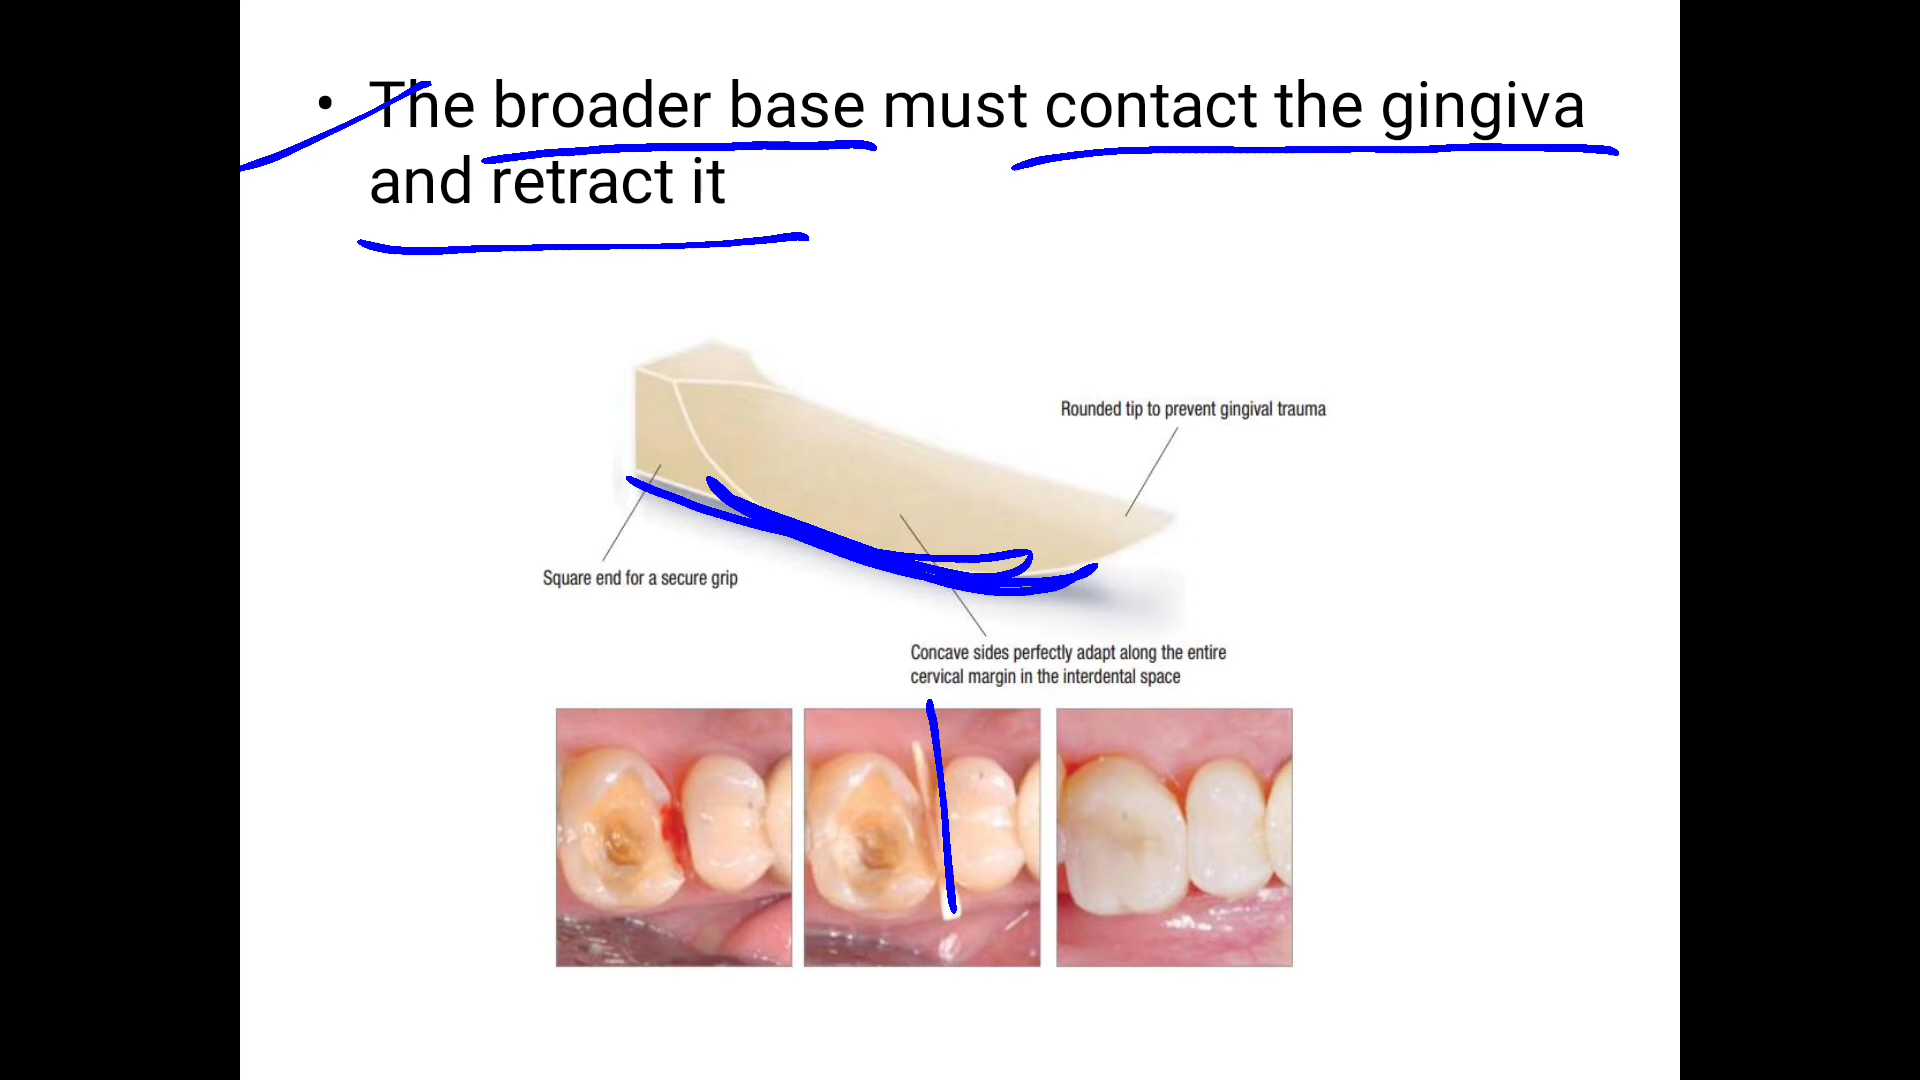 • The broader base must contact the gingiva
and retract it
Rounded tip to prevent gingival trauma
Square end for a secure grip
Concave sides perfectly adapt along the entire
cervical margin in the interdental space